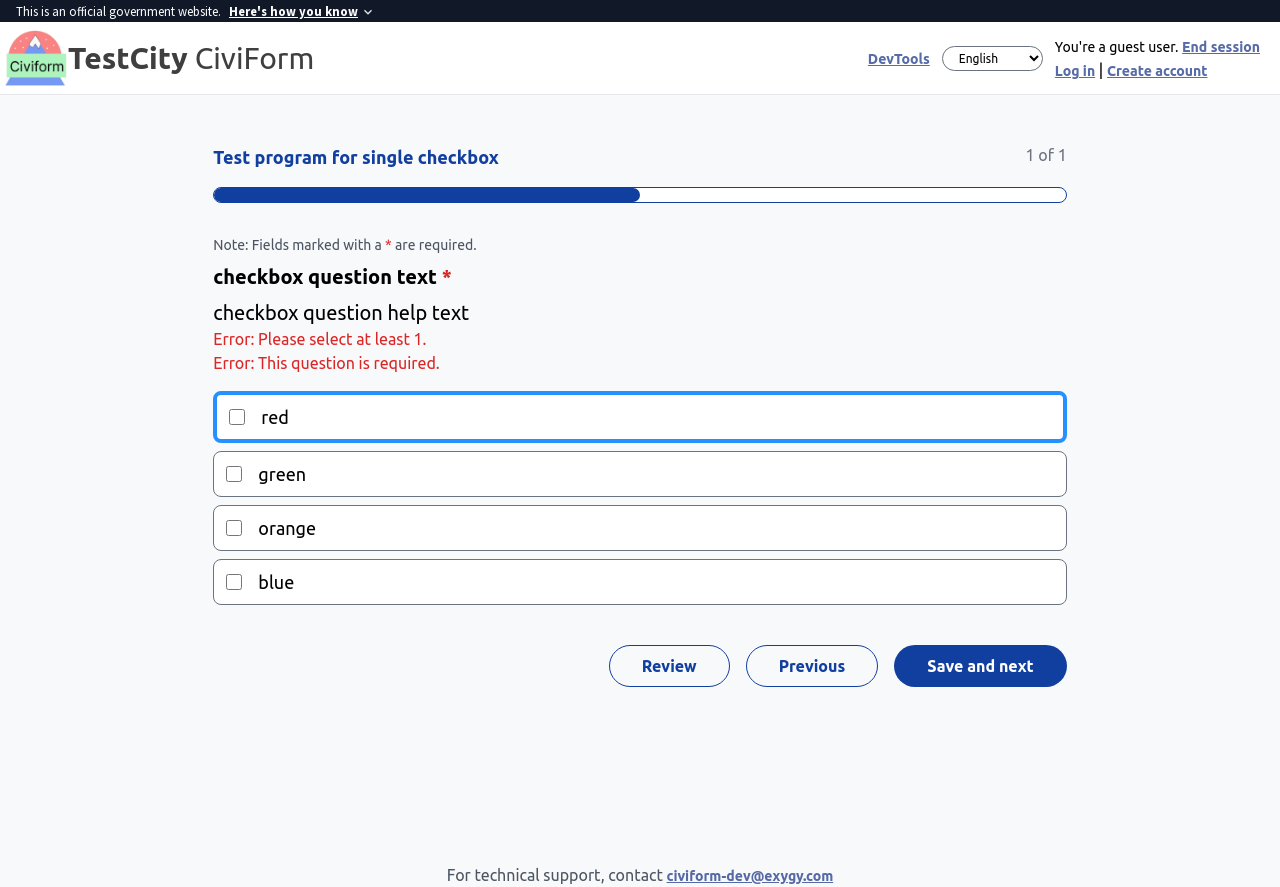 This is an official government website. Here's how you know
Civiform
TestCity CiviForm
DevTools
English
You're a guest user. End session
Log in | Create account
Test program for single checkbox
1 of 1
Note: Fields marked with a * are required.
checkbox question text *
checkbox question help text
Error: Please select at least 1.
Error: This question is required.
red
green
orange
blue
Review
Previous
Save and next
For technical support, contact civiform-dev@exygy.com